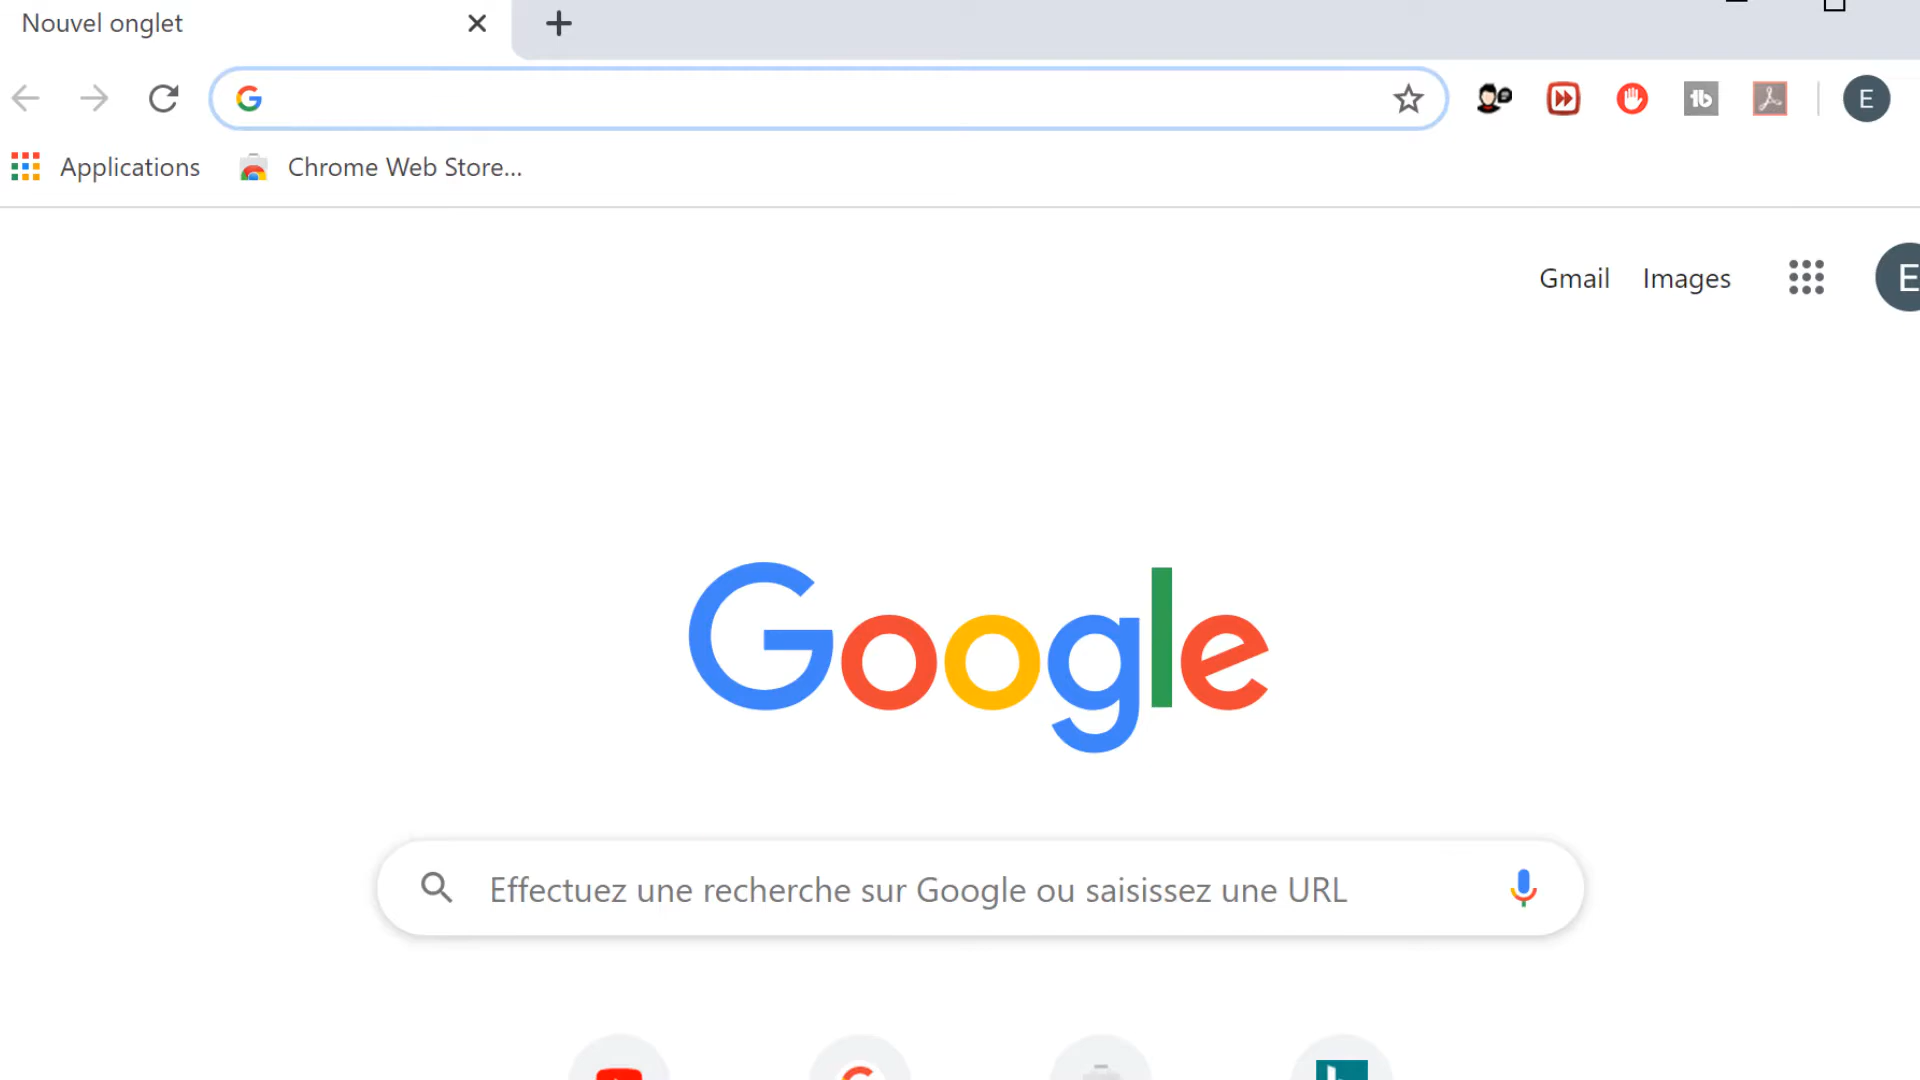 Nouvel onglet
E
Applications
Chrome Web Store...
Gmail Images
E
Google
Effectuez une recherche sur Google ou saisissez une URL